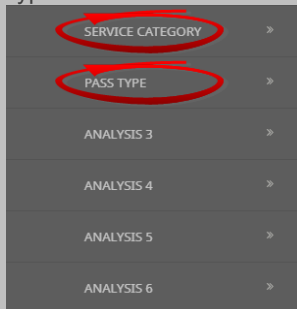 SERVICE CATEGORY »
PASS TYPE »
ANALYSIS 3 »
ANALYSIS 4 »
ANALYSIS 5 »
ANALYSIS 6 »